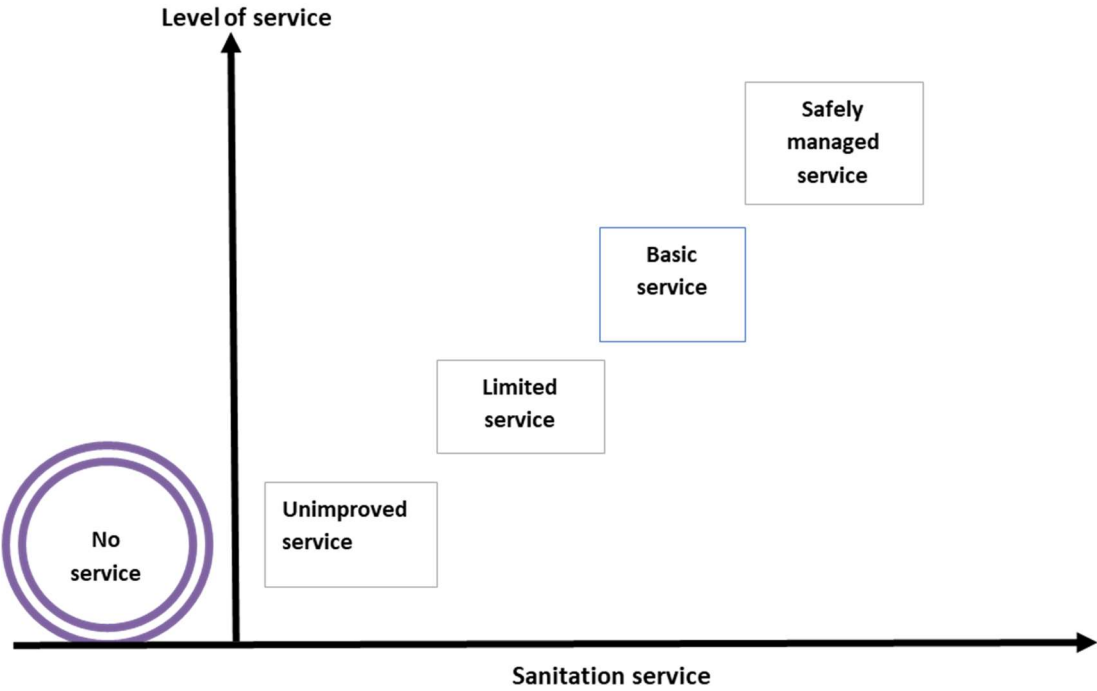 Level of service
Safely
managed
service
Basic
service
Limited
service
Unimproved
service
No
service
Sanitation service